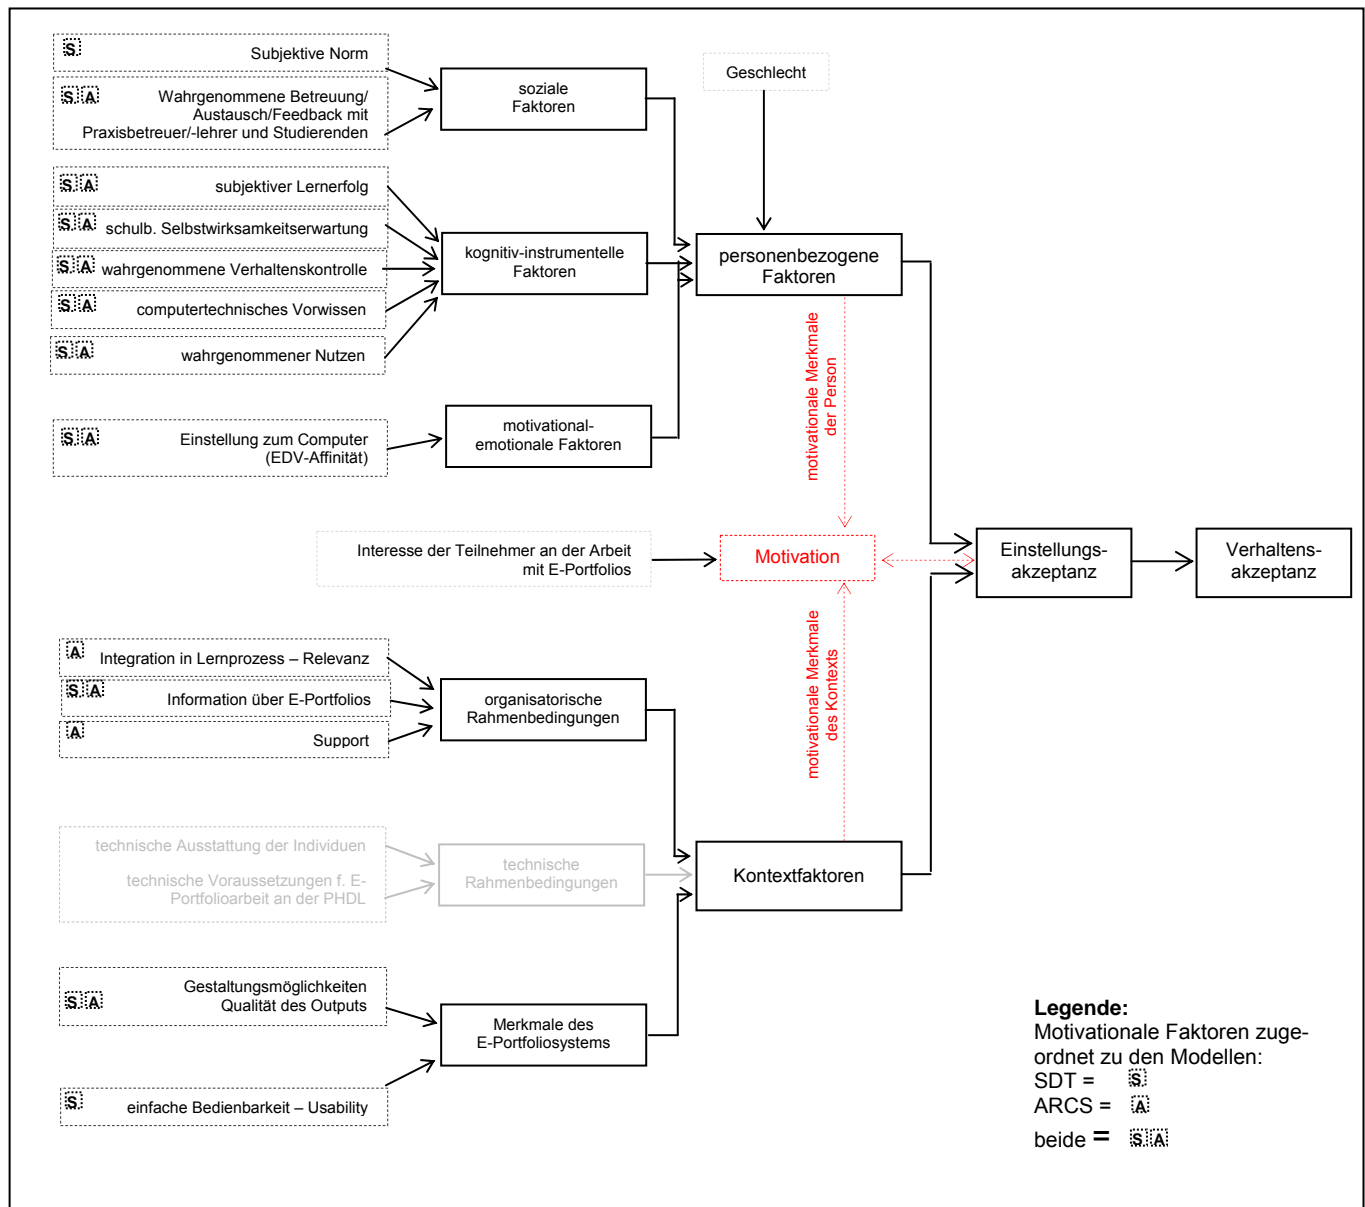 S
Subjektive Norm
S A
Wahrgenommene Betreuung/
Austausch/Feedback mit
Praxisbetreuer/-lehrer und Studierenden
soziale
Faktoren
Geschlecht
S A
subjektiver Lernerfolg
S A
schulb. Selbstwirksamkeitserwartung
S A
wahrgenommene Verhaltenskontrolle
S A
computertechnisches Vorwissen
S A
wahrgenommener Nutzen
kognitiv-instrumentelle
Faktoren
personenbezogene
Faktoren
motivationale Merkmale
der Person
S A
Einstellung zum Computer
(EDV-Affinität)
motivational-
emotionale Faktoren
Interesse der Teilnehmer an der Arbeit
mit E-Portfolios
Motivation
Einstellungs-
akzeptanz
Verhaltens-
akzeptanz
motivationale Merkmale
des Kontexts
A
Integration in Lernprozess – Relevanz
S A
Information über E-Portfolios
A
Support
organisatorische
Rahmenbedingungen
technische Ausstattung der Individuen
technische Voraussetzungen f. E-
Portfolioarbeit an der PHDL
technische
Rahmenbedingungen
Kontextfaktoren
S A
Gestaltungsmöglichkeiten
Qualität des Outputs
Merkmale des
E-Portfoliosystems
S
einfache Bedienbarkeit – Usability
Legende:
Motivationale Faktoren zuge-
ordnet zu den Modellen:
SDT = S
ARCS = A
beide = S A